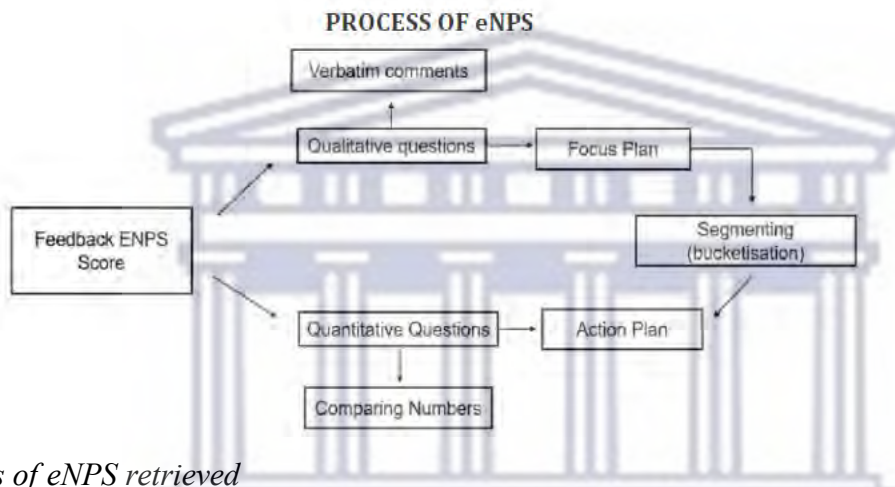 PROCESS OF eNPS
Verbatim comments
Qualitative questions
Focus Plan
Feedback ENPS
Score
Segmenting
(bucketisation)
Quantitative Questions
Action Plan
Comparing Numbers
s of eNPS retrieved